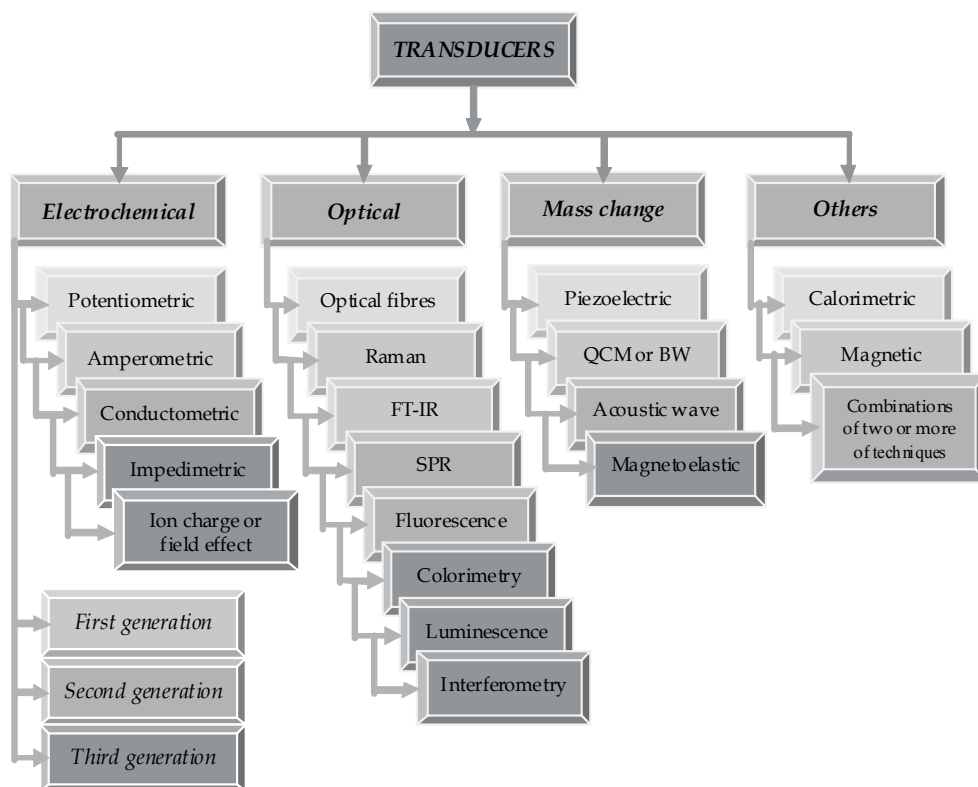 TRANSDUCERS
Electrochemical
Potentiometric
Amperometric
Conductometric
Impedimetric
Ion charge or
field effect
First generation
Second generation
Third generation
Optical
Optical fibres
Raman
FT-IR
SPR
Fluorescence
Colorimetry
Luminescence
Interferometry
Mass change
Piezoelectric
QCM or BW
Acoustic wave
Magnetoelastic
Others
Calorimetric
Magnetic
Combinations
of two or more
of techniques